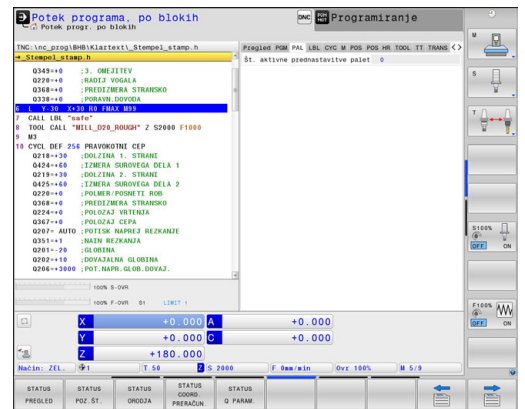 Potek programa, po blokih
Potek progr. po blokih
DNC
Programiranje
TNC:\nc_prog\BHB\Klartext\_Stempel_stamp.h
→_Stempel_stamp.h
Q349=+0 ;3. OMEJITEV
Q220=+0 ;RADIJ VOGALA
Q368=+0 ;PREDIZMERA STRANSKO
Q338=+0 ;PORAVN.DOVODA
6 L Y-30 X+30 R0 FMAX M99
7 CALL LBL "safe"
8 TOOL CALL "MILL_D20_ROUGH" Z S2000 F1000
9 M3
10 CYCL DEF 256 PRAVOKOTNI CEP
Q218=+30 ;DOLZINA 1. STRANI
Q424=+60 ;IZMERA SUROVEGA DELA 1
Q219=+30 ;DOLZINA 2. STRANI
Q425=+60 ;IZMERA SUROVEGA DELA 2
Q220=+0 ;POLMER/POSNETI ROB
Q368=+0 ;PREDIZMERA STRANSKO
Q224=+0 ;POLOZAJ VRTENJA
Q367=+0 ;POLOZAJ CEPA
Q207= AUTO ;POTISK NAPREJ REZKANJE
Q351=+1 ;NAIN REZKANJA
Q201=-20 ;GLOBINA
Q202=+10 ;DOVAJALNA GLOBINA
Q206=+3000 ;POT.NAPR.GLOB.DOVAJ.
Pregled PGM PAL LBL CYC M POS POS HR TOOL TT TRANS
Št. aktivne prednastavitve palet 0
100% S-OVR
100% F-OVR S1 LIMIT 1
X +0.000 A +0.000
Y +0.000 C +0.000
Z +180.000
Način: ŽEL. 1 T 50 Z S 2000 F 0mm/min Ovr 100% M 5/9
STATUS PREGLED
STATUS POZ.ŠT.
STATUS ORODJA
STATUS COORD. PRERAČUN.
STATUS Q PARAM.
M
S
T
S100%
OFF ON
F100%
OFF ON